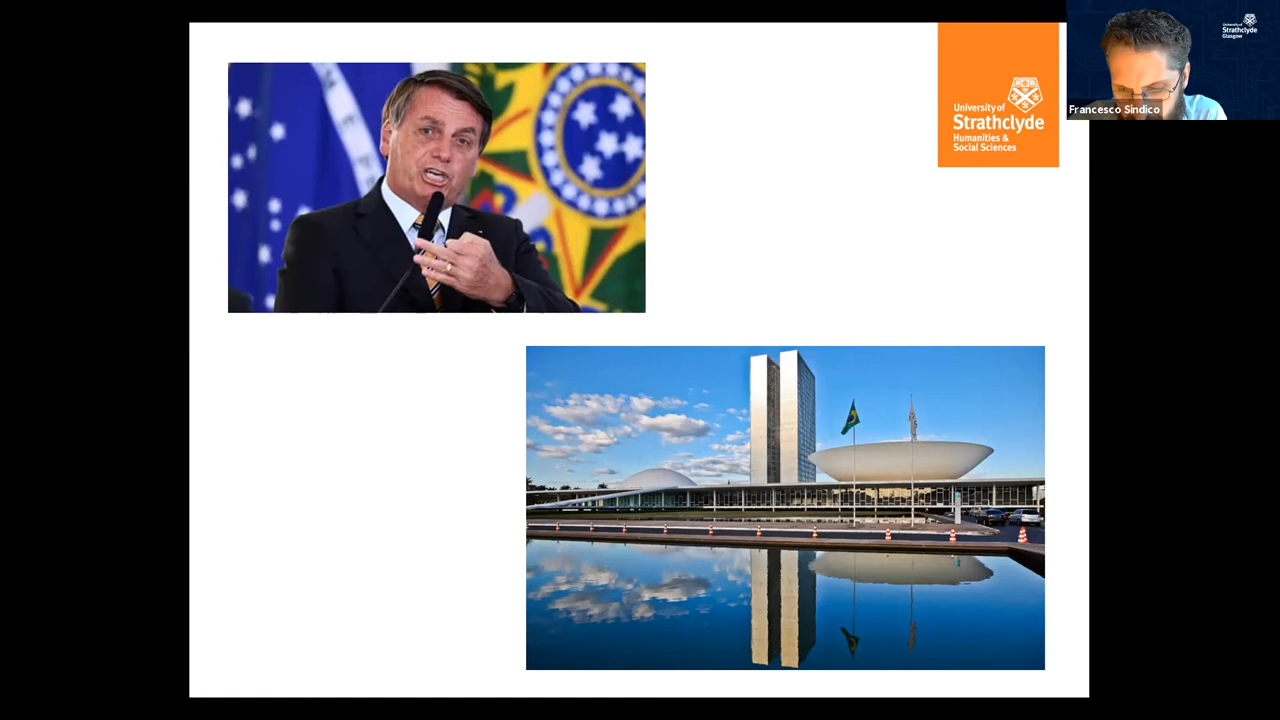 University of
Strathclyde
Humanities &
Social Sciences
University of
Strathclyde
Glasgow
Francesco Sindico